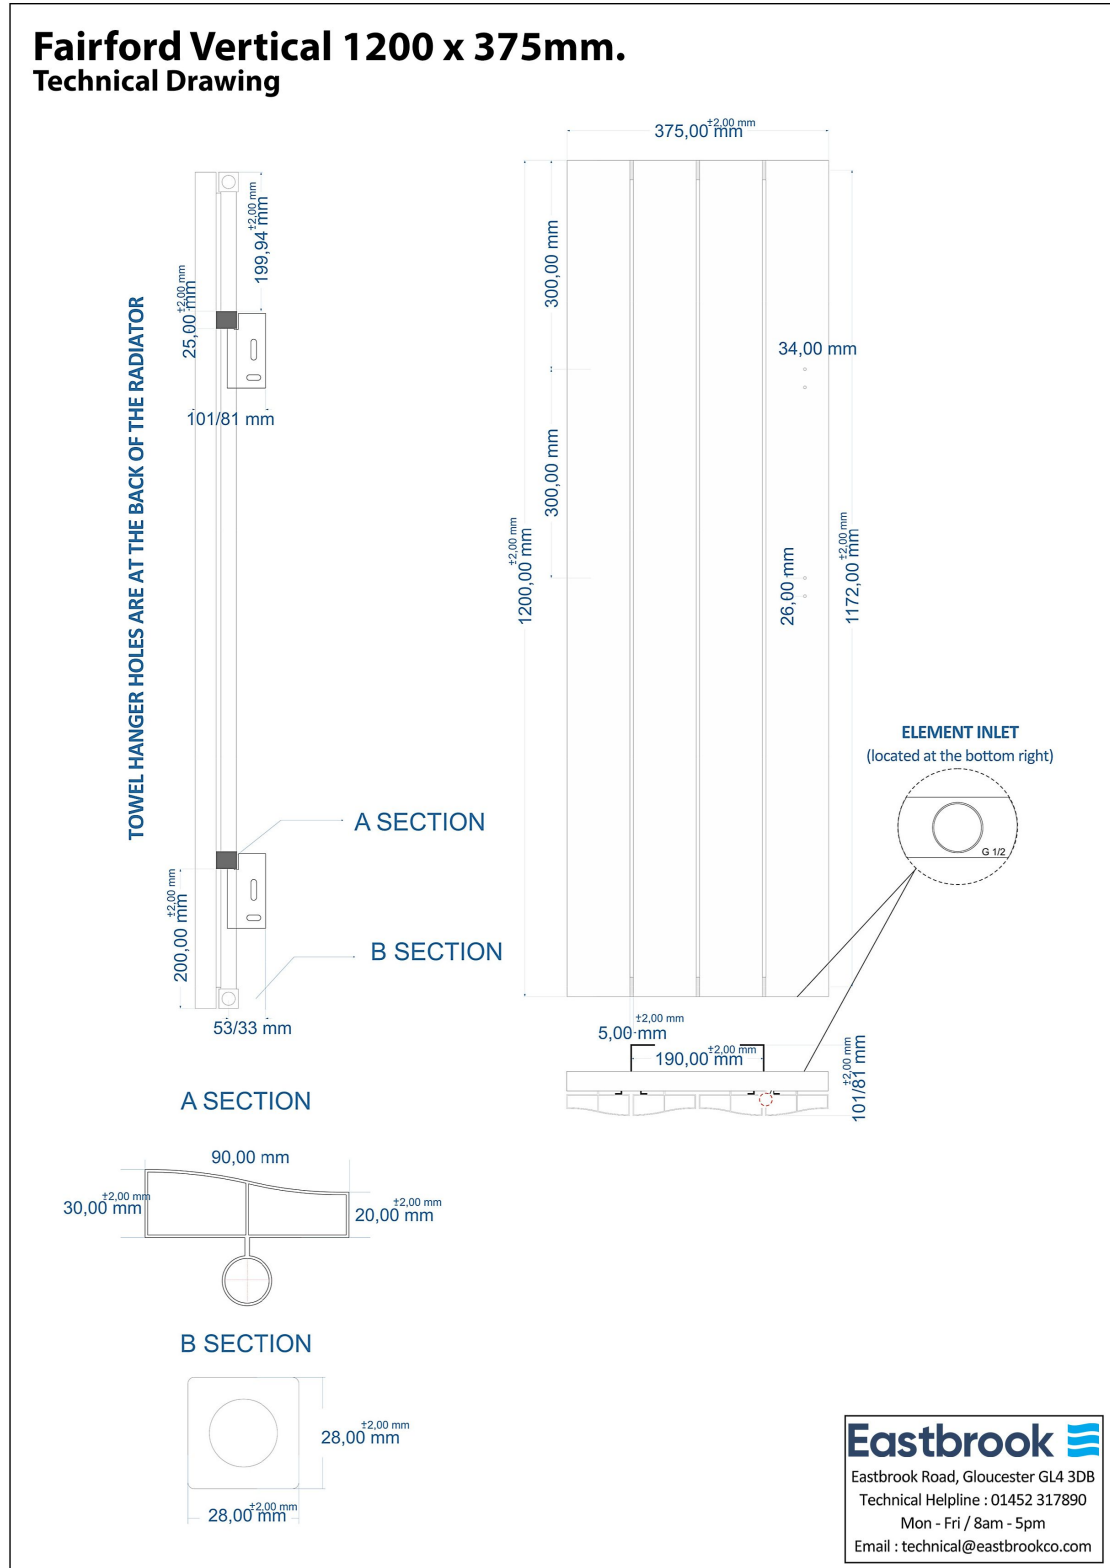 Fairford Vertical 1200 x 375mm.
Technical Drawing
±2,00 mm
375,00 mm
±2,00 mm
199,94 mm
±2,00 mm
25,00 mm
101/81 mm
TOWEL HANGER HOLES ARE AT THE BACK OF THE RADIATOR
300,00 mm
34,00 mm
300,00 mm
±2,00 mm
1200,00 mm
26,00 mm
±2,00 mm
1172,00 mm
ELEMENT INLET
(located at the bottom right)
G 1/2
A SECTION
±2,00 mm
200,00 mm
B SECTION
53/33 mm
±2,00 mm
5,00 mm
±2,00 mm
190,00 mm
±2,00 mm
101/81 mm
A SECTION
90,00 mm
±2,00 mm
30,00 mm
±2,00 mm
20,00 mm
B SECTION
±2,00 mm
28,00 mm
±2,00 mm
28,00 mm
Eastbrook
Eastbrook Road, Gloucester GL4 3DB
Technical Helpline : 01452 317890
Mon - Fri / 8am - 5pm
Email : technical@eastbrookco.com